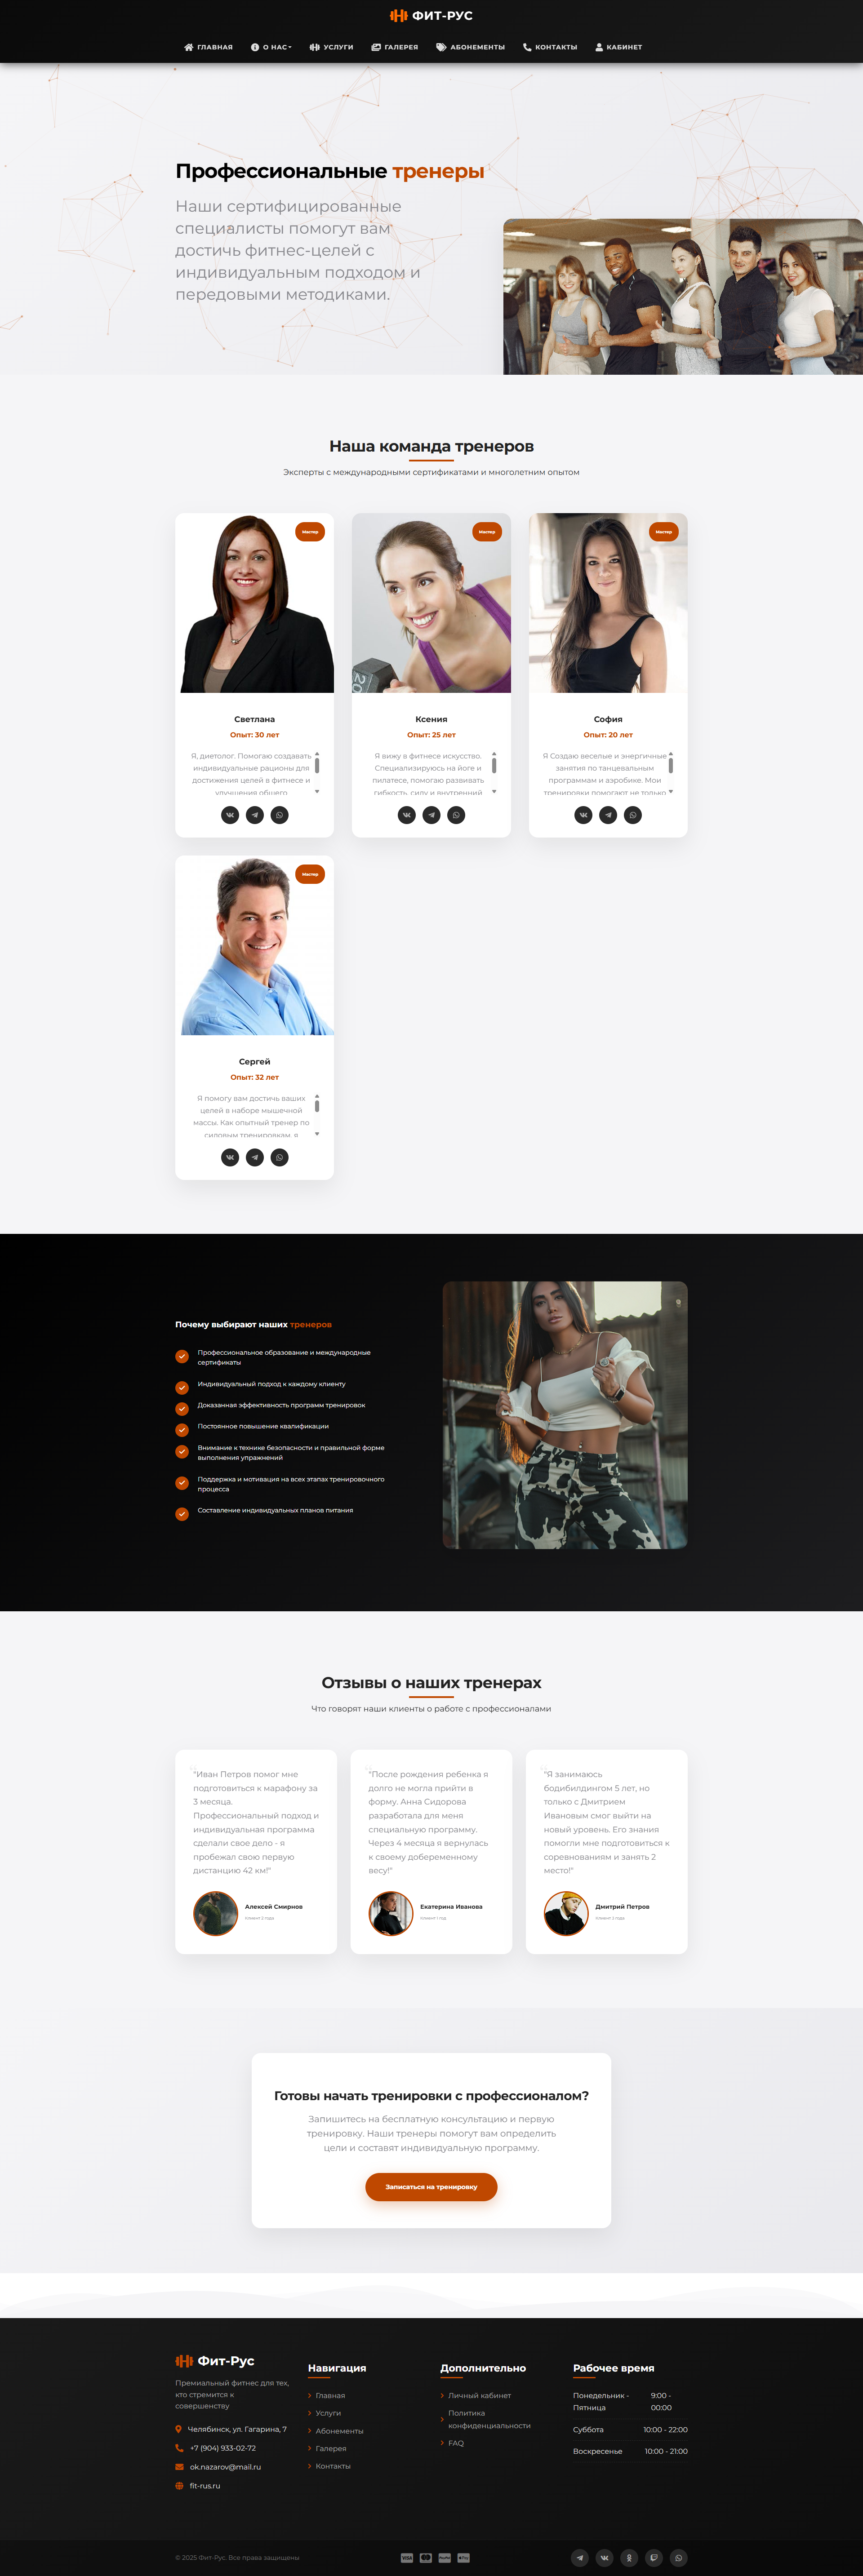 ФИТ-РУС
ГЛАВНАЯ
О НАС
УСЛУГИ
ГАЛЕРЕЯ
АБОНЕМЕНТЫ
КОНТАКТЫ
КАБИНЕТ
Профессиональные тренеры
Наши сертифицированные
специалисты помогут вам
достичь фитнес-целей с
индивидуальным подходом и
передовыми методиками.
Наша команда тренеров
Эксперты с международными сертификатами и многолетним опытом
Мастер
Светлана
Опыт: 30 лет
Я, диетолог. Помогаю создавать
индивидуальные рационы для
достижения целей в фитнесе и
улучшения общего
Мастер
20
Ксения
Опыт: 25 лет
Я вижу в фитнесе искусство.
Специализируюсь на йоге и
пилатесе, помогаю развивать
гибкость, силу и внутренний
Мастер
София
Опыт: 20 лет
Я Создаю веселые и энергичные
занятия по танцевальным
программам и аэробике. Мои
тренировки помогают не только
Мастер
Сергей
Опыт: 32 лет
Я помогу вам достичь ваших
целей в наборе мышечной
массы. Как опытный тренер по
силовым тренировкам, я
Почему выбирают наших тренеров
Профессиональное образование и международные
сертификаты
Индивидуальный подход к каждому клиенту
Доказанная эффективность программ тренировок
Постоянное повышение квалификации
Внимание к технике безопасности и правильной форме
выполнения упражнений
Поддержка и мотивация на всех этапах тренировочного
процесса
Составление индивидуальных планов питания
Отзывы о наших тренерах
Что говорят наши клиенты о работе с профессионалами
"Иван Петров помог мне
подготовиться к марафону за
3 месяца.
Профессиональный подход и
индивидуальная программа
сделали свое дело - я
пробежал свою первую
дистанцию 42 км!"
Алексей Смирнов
Клиент 2 года
"После рождения ребенка я
долго не могла прийти в
форму. Анна Сидорова
разработала для меня
специальную программу.
Через 4 месяца я вернулась
к своему добеременному
весу!"
Екатерина Иванова
Клиент 1 год
"Я занимаюсь
бодибилдингом 5 лет, но
только с Дмитрием
Ивановым смог выйти на
новый уровень. Его знания
помогли мне подготовиться к
соревнованиям и занять 2
место!"
Дмитрий Петров
Клиент 3 года
Готовы начать тренировки с профессионалом?
Запишитесь на бесплатную консультацию и первую
тренировку. Наши тренеры помогут вам определить
цели и составят индивидуальную программу.
Записаться на тренировку
Фит-Рус
Премиальный фитнес для тех,
кто стремится к
совершенству
Челябинск, ул. Гагарина, 7
+7 (904) 933-02-72
ok.nazarov@mail.ru
fit-rus.ru
Навигация
Главная
Услуги
Абонементы
Галерея
Контакты
Дополнительно
Личный кабинет
Политика
конфиденциальности
FAQ
Рабочее время
Понедельник - 9:00 -
Пятница 00:00
Суббота 10:00 - 22:00
Воскресенье 10:00 - 21:00
© 2025 Фит-Рус. Все права защищены
VISA
PayPal
Pay